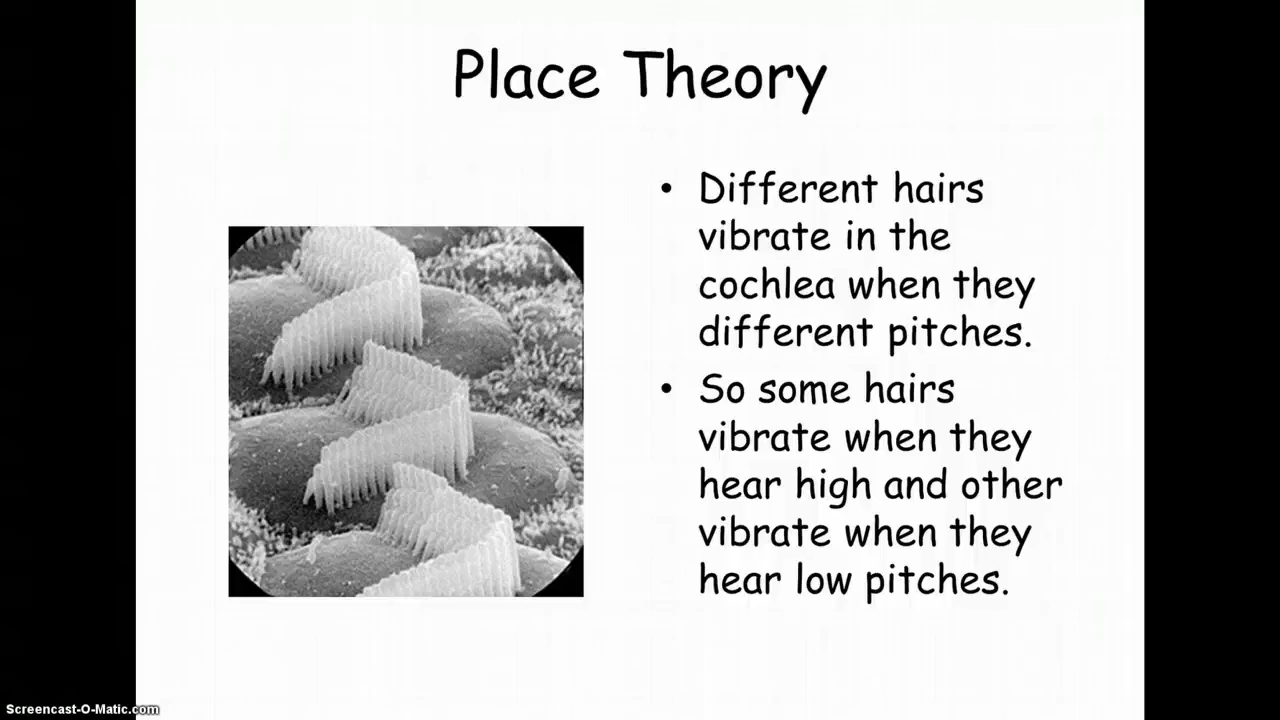 Place Theory
• Different hairs
vibrate in the
cochlea when they
different pitches.
• So some hairs
vibrate when they
hear high and other
vibrate when they
hear low pitches.
Screencast-O-Matic.com